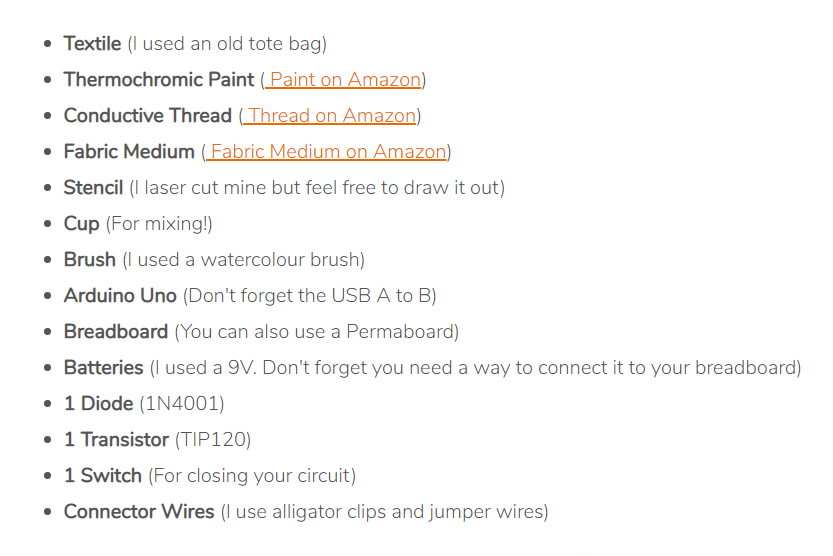 Textile (I used an old tote bag)
Thermochromic Paint ( Paint on Amazon)
Conductive Thread ( Thread on Amazon)
Fabric Medium ( Fabric Medium on Amazon)
Stencil (I laser cut mine but feel free to draw it out)
Cup (For mixing!)
Brush (I used a watercolour brush)
Arduino Uno (Don't forget the USB A to B)
Breadboard (You can also use a Permaboard)
Batteries (I used a 9V. Don't forget you need a way to connect it to your breadboard)
1 Diode (1N4001)
1 Transistor (TIP120)
1 Switch (For closing your circuit)
Connector Wires (I use alligator clips and jumper wires)